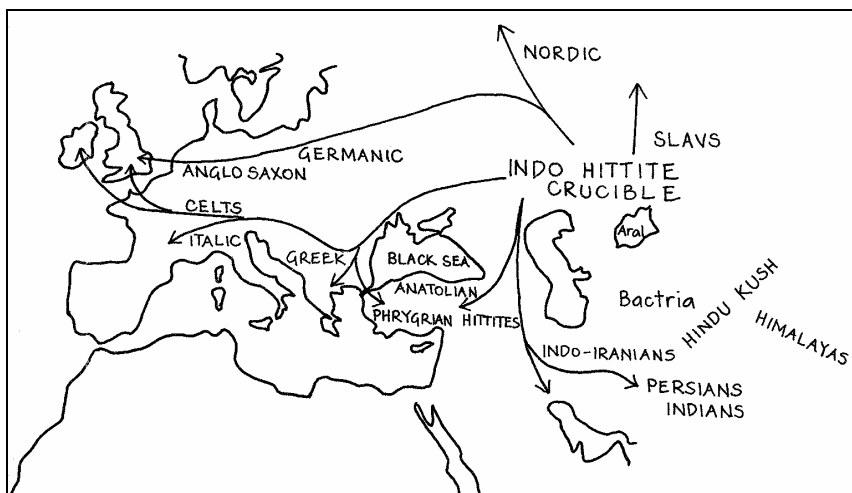 NORDIC
SLAVS
GERMANIC
ANGLO SAXON
INDO HITTITE
CRUCIBLE
CELTS
ITALIC
GREEK
BLACK SEA
Aral
ANATOLIAN
PHRYGRIAN HITTITES
Bactria
HINDU KUSH
HIMALAYAS
INDO-IRANIANS
PERSIANS
INDIANS